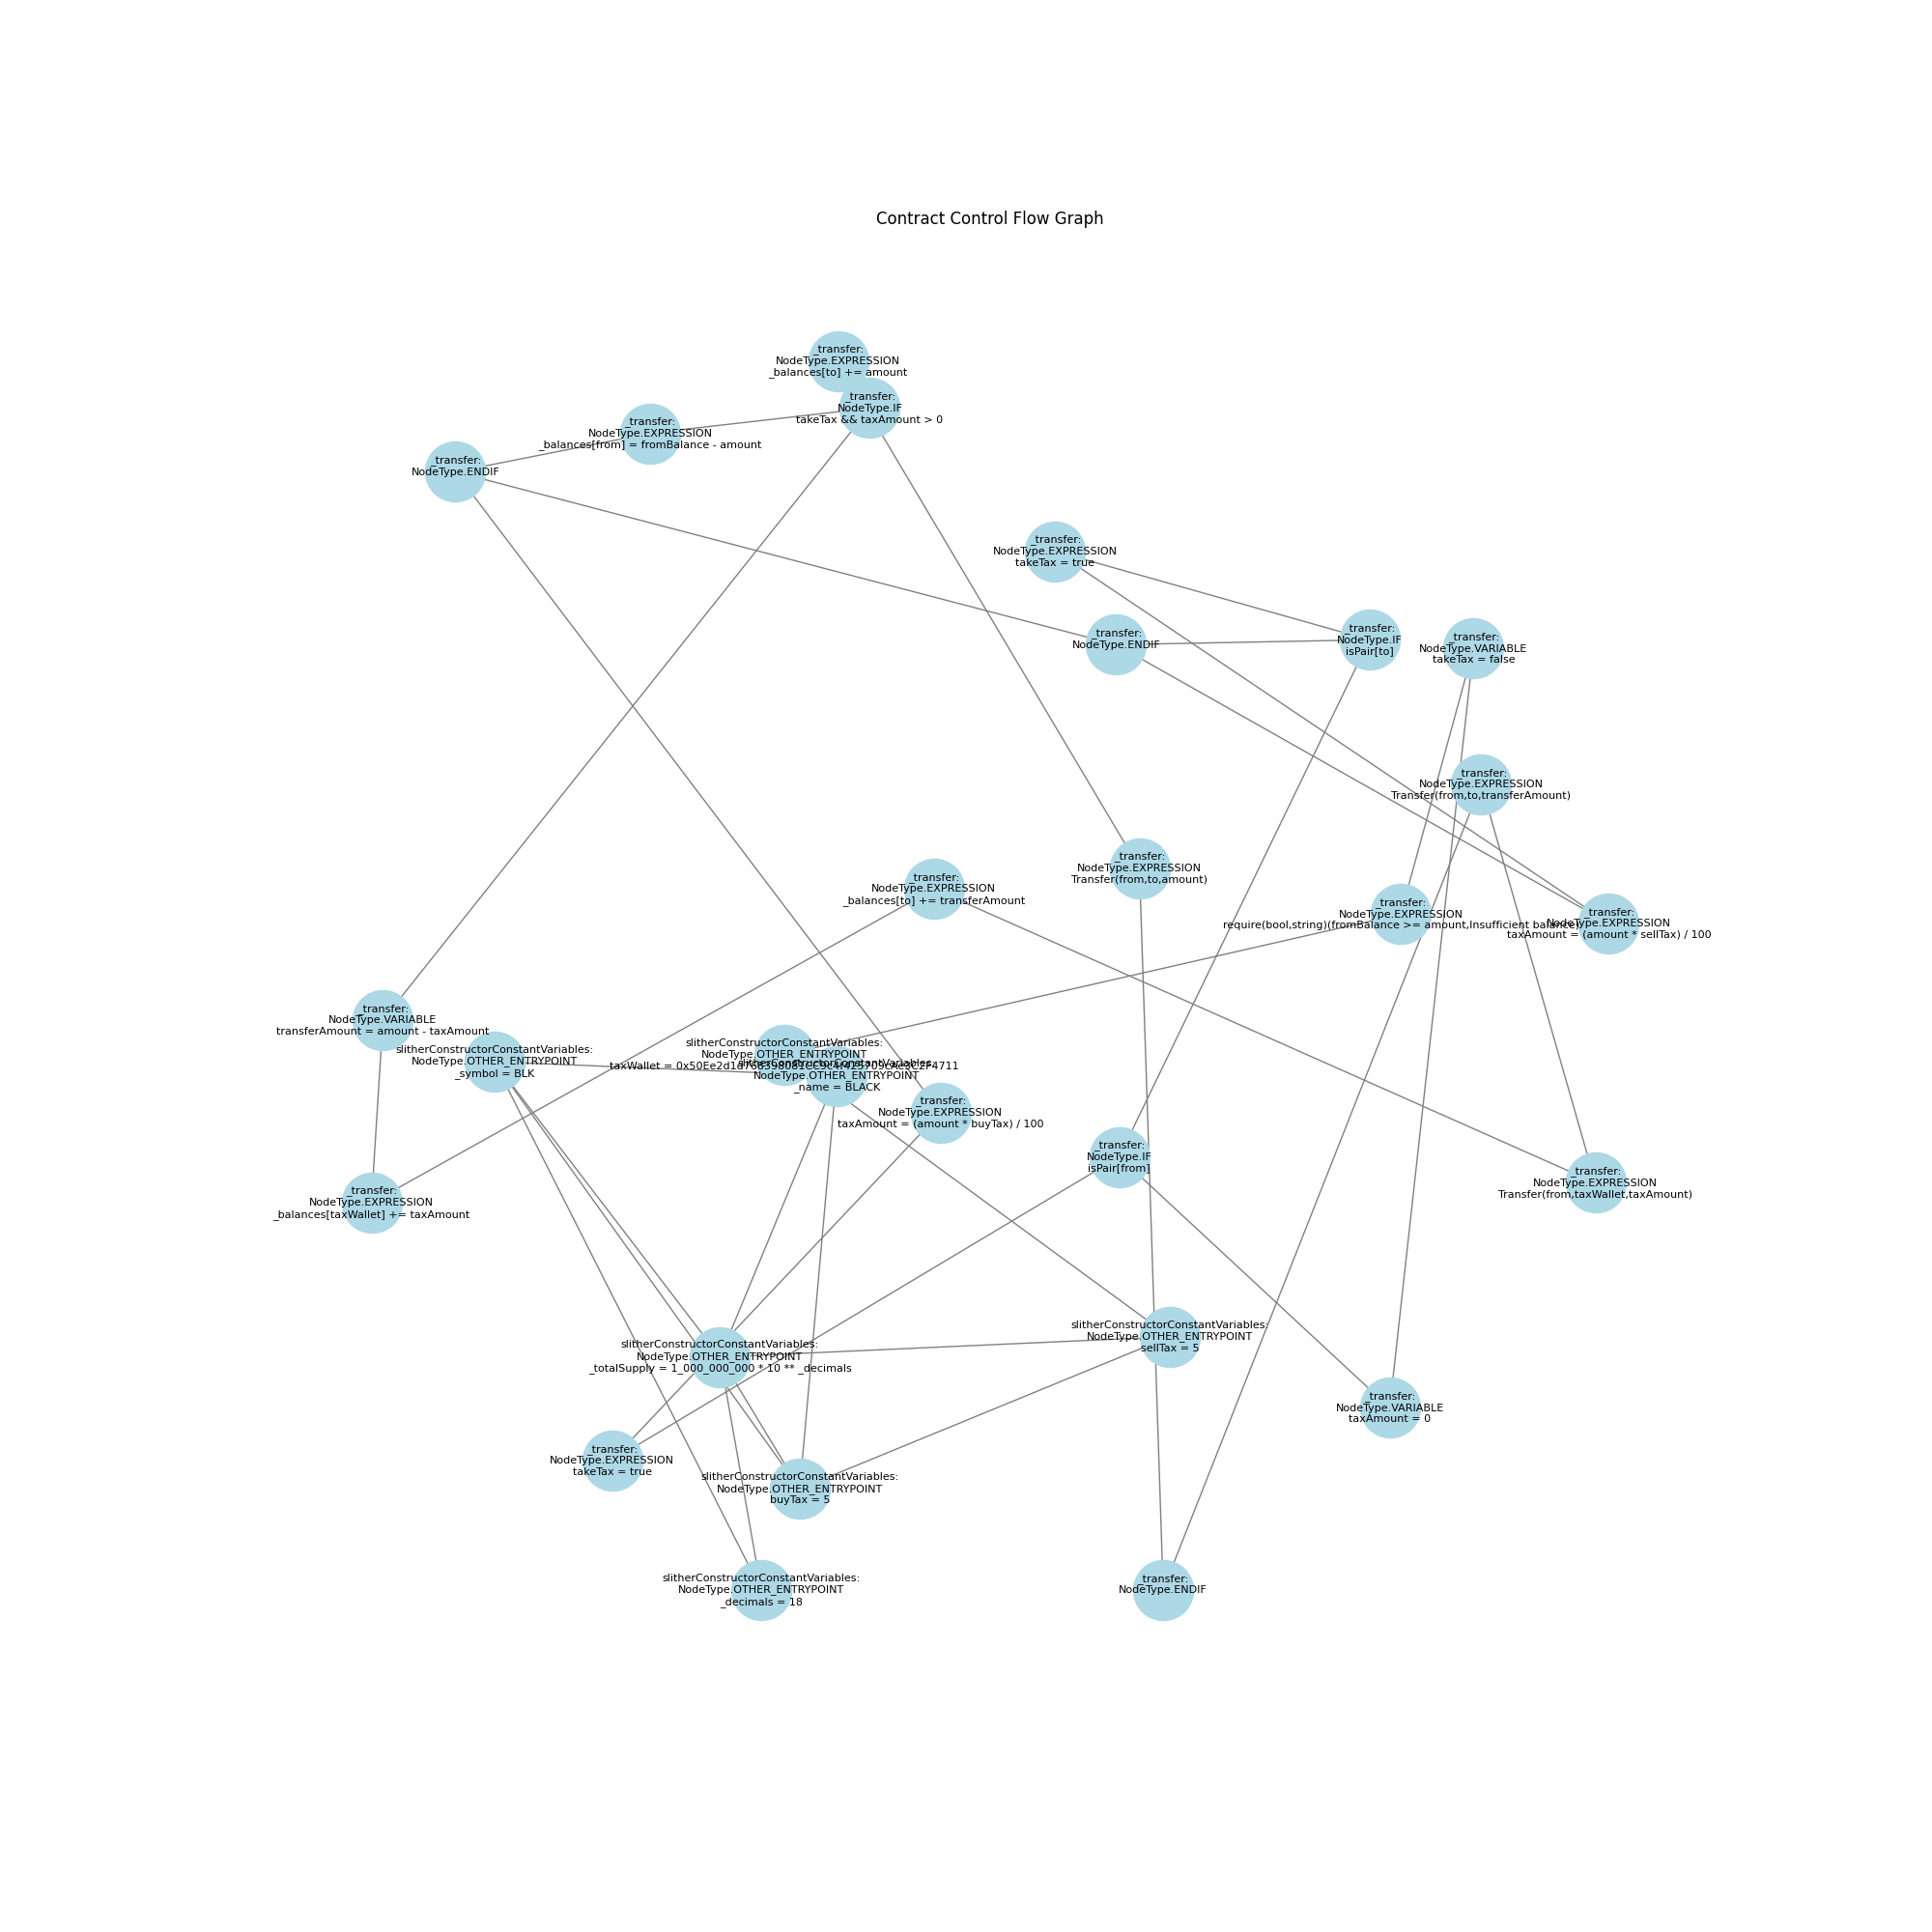 Contract Control Flow Graph
_transfer:
NodeType.EXPRESSION
_balances[to] += amount
_transfer:
NodeType.IF
takeTax && taxAmount > 0
_transfer:
NodeType.EXPRESSION
_balances[from] = fromBalance - amount
_transfer:
NodeType.ENDIF
_transfer:
NodeType.EXPRESSION
takeTax = true
_transfer:
NodeType.ENDIF
_transfer:
NodeType.IF
isPair[to]
_transfer:
NodeType.VARIABLE
takeTax = false
_transfer:
NodeType.EXPRESSION
Transfer(from,to,transferAmount)
_transfer:
NodeType.EXPRESSION
Transfer(from,to,amount)
_transfer:
NodeType.EXPRESSION
_balances[to] += transferAmount
_transfer:
NodeType.EXPRESSION
require(bool,string)(fromBalance >= amount,Insufficient balance)
_transfer:
NodeType.EXPRESSION
taxAmount = (amount * sellTax) / 100
_transfer:
NodeType.VARIABLE
transferAmount = amount - taxAmount
slitherConstructorConstantVariables:
NodeType.OTHER_ENTRYPOINT
_symbol = BLK
slitherConstructorConstantVariables:
NodeType.OTHER_ENTRYPOINT
taxWallet =
slitherConstructorConstantVariables:
NodeType.OTHER_ENTRYPOINT
_name = BLACK
_transfer:
NodeType.EXPRESSION
taxAmount = (amount * buyTax) / 100
_transfer:
NodeType.IF
isPair[from]
_transfer:
NodeType.EXPRESSION
Transfer(from,taxWallet,taxAmount)
_transfer:
NodeType.EXPRESSION
_balances[taxWallet] += taxAmount
slitherConstructorConstantVariables:
NodeType.OTHER_ENTRYPOINT
sellTax = 5
slitherConstructorConstantVariables:
NodeType.OTHER_ENTRYPOINT
_totalSupply = 1_000_000_000 * 10 ** _decimals
_transfer:
NodeType.VARIABLE
taxAmount = 0
_transfer:
NodeType.EXPRESSION
takeTax = true
slitherConstructorConstantVariables:
NodeType.OTHER_ENTRYPOINT
buyTax = 5
slitherConstructorConstantVariables:
NodeType.OTHER_ENTRYPOINT
_decimals = 18
_transfer:
NodeType.ENDIF